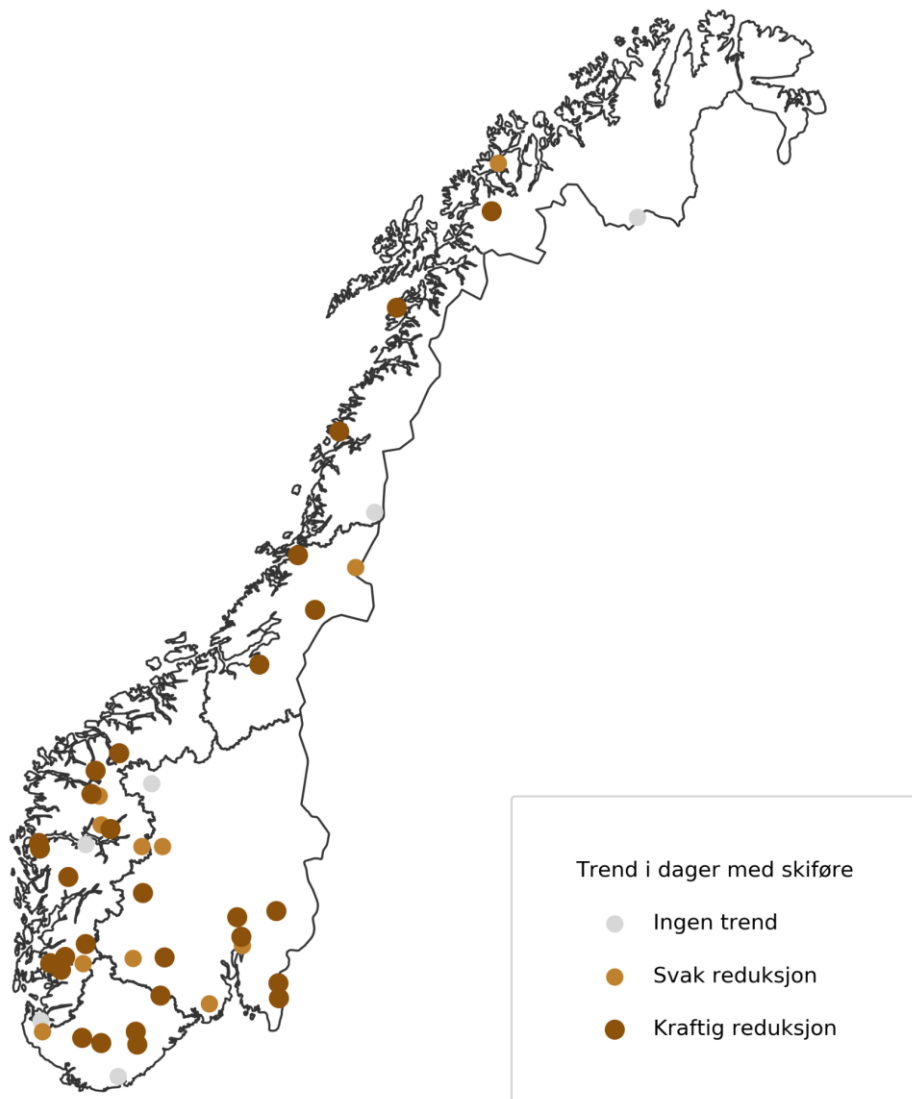 Trend i dager med skiføre
Ingen trend
Svak reduksjon
Kraftig reduksjon